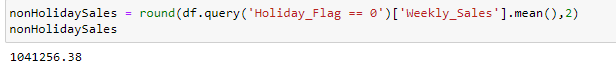 nonHolidaySales = round(df.query('Holiday_Flag == 0')['Weekly_Sales'].mean(),2)
nonHolidaySales
1041256.38